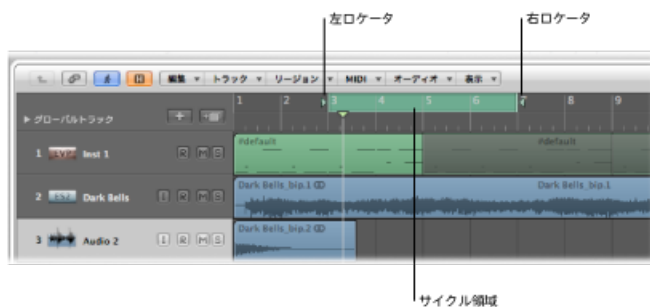 左ロケータ 右ロケータ
編集 トラック リージョン MIDI オーディオ 表示
1 2 3 4 5 6 7 8 9
グローバルトラック
#default #default
1 Inst 1 R M S
Dark Bells_bip.1 Dark Bells_bip.1
2 ES2 Dark Bells I R M S
Dark Bells_bip.2
3 Audio 2 I R M S
サイクル領域